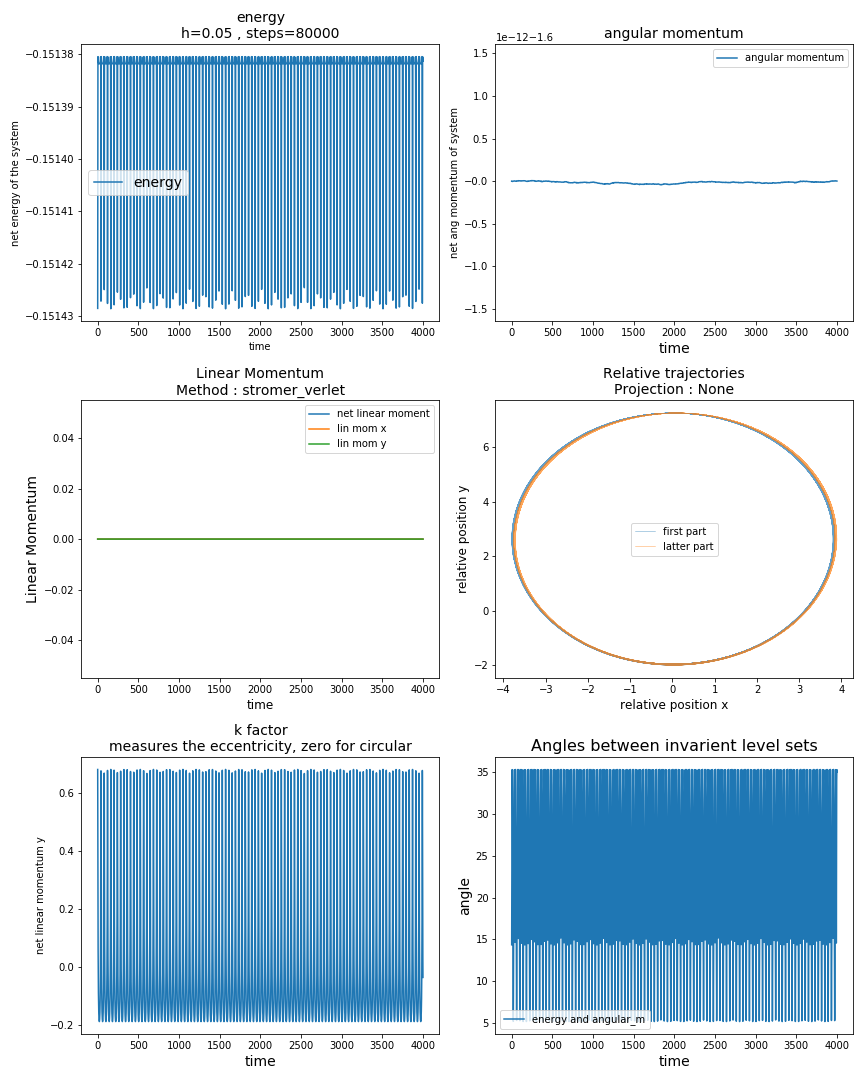 energy
h=0.05 , steps=80000
net energy of the system
−0.15138
−0.15139
−0.15140
−0.15141
−0.15142
−0.15143
energy
0 500 1000 1500 2000 2500 3000 3500 4000
time
angular momentum
1e−12−1.6
net ang momentum of system
1.5
1.0
0.5
−0.0
−0.5
−1.0
−1.5
angular momentum
0 500 1000 1500 2000 2500 3000 3500 4000
time
Linear Momentum
Method : stromer_verlet
Linear Momentum
0.04
0.02
0.00
−0.02
−0.04
net linear moment
lin mom x
lin mom y
0 500 1000 1500 2000 2500 3000 3500 4000
time
Relative trajectories
Projection : None
relative position y
6
4
2
0
−2
first part
latter part
−4 −3 −2 −1 0 1 2 3 4
relative position x
k factor
measures the eccentricity, zero for circular
net linear momentum y
0.6
0.4
0.2
0.0
−0.2
0 500 1000 1500 2000 2500 3000 3500 4000
time
Angles between invarient level sets
angle
35
30
25
20
15
10
5
energy and angular_m
0 500 1000 1500 2000 2500 3000 3500 4000
time